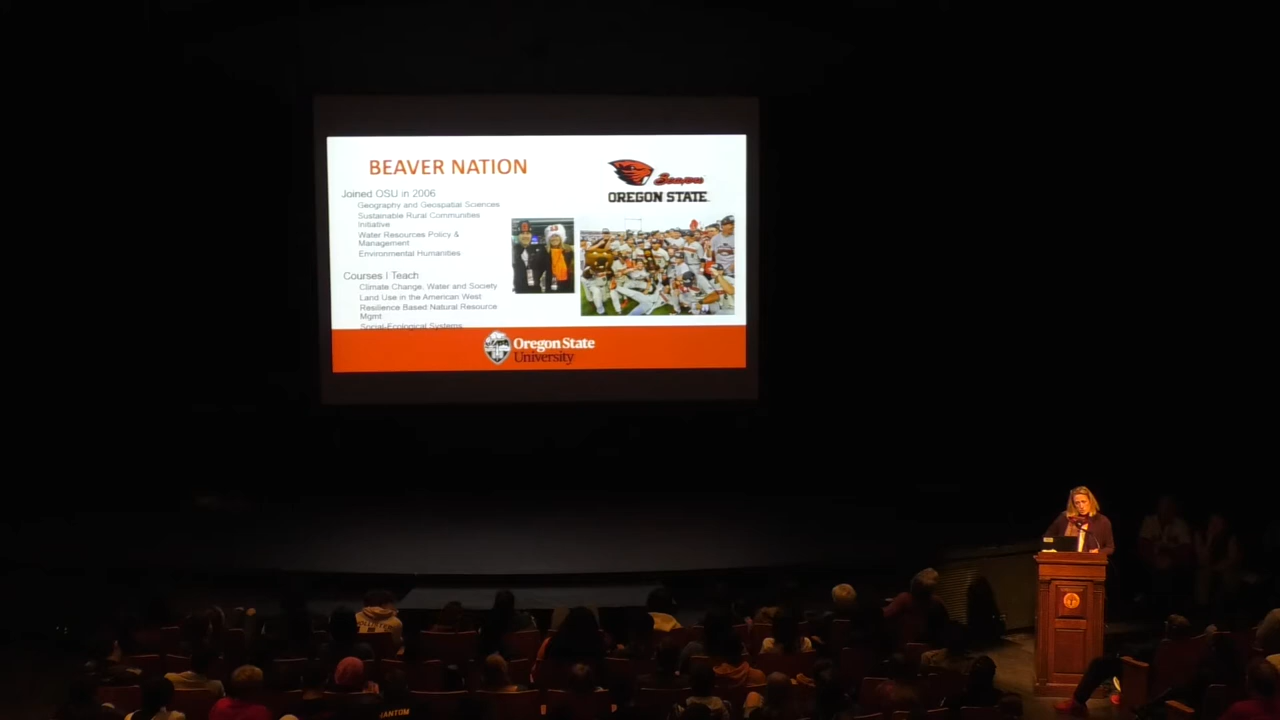 BEAVER NATION
Joined OSU in 2006
Geography and Geospatial Sciences
Sustainable Rural Communities
Initiative
Water Resources Policy &
Management
Environmental Humanities
Courses I Teach
Climate Change, Water and Society
Land Use in the American West
Resilience Based Natural Resource
Mgmt
Social-Ecological Systems
Beavers
OREGON STATE
Oregon State
University